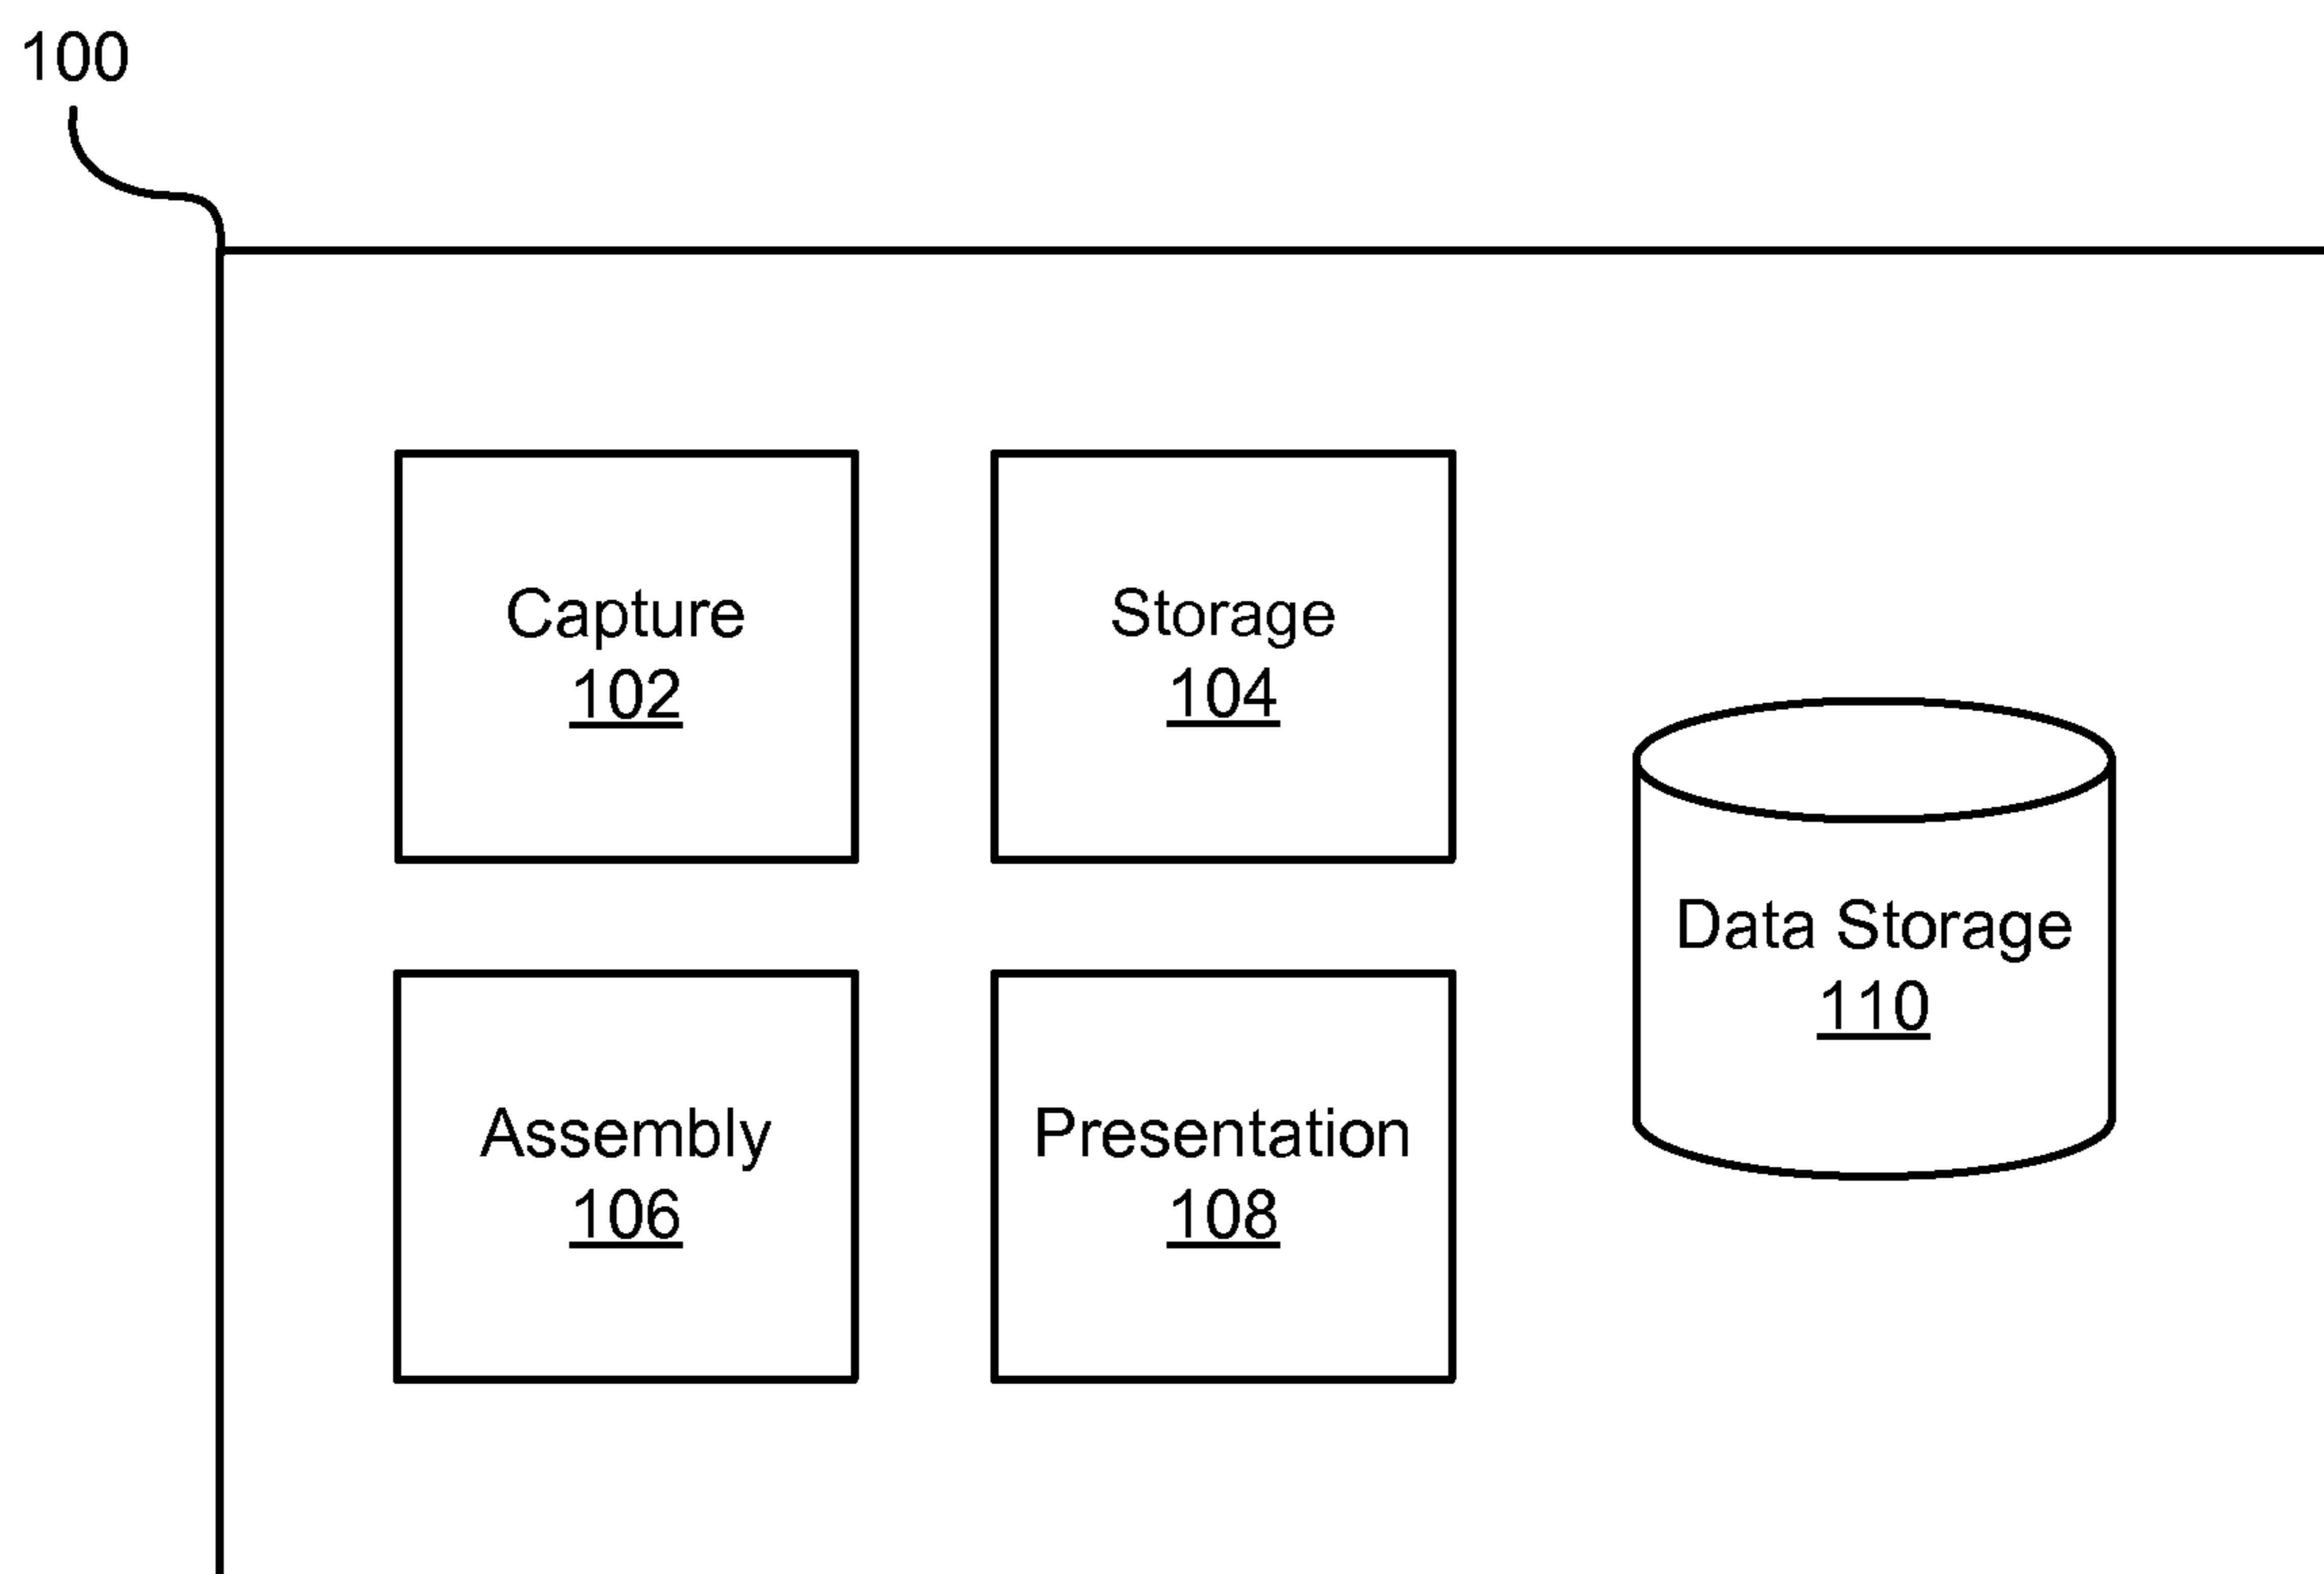 100
Capture
102
Storage
104
Data Storage
110
Assembly
106
Presentation
108